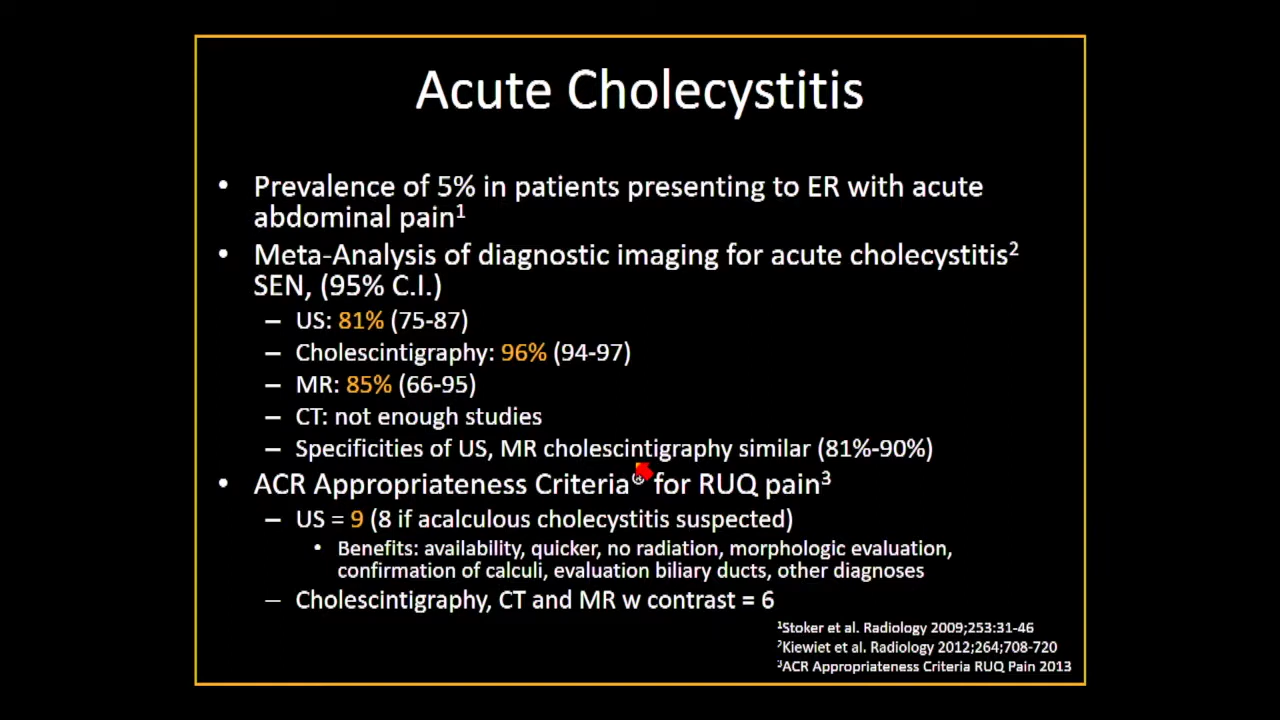 Acute Cholecystitis
• Prevalence of 5% in patients presenting to ER with acute
abdominal pain¹
• Meta-Analysis of diagnostic imaging for acute cholecystitis²
SEN, (95% C.I.)
– US: 81% (75-87)
– Cholescintigraphy: 96% (94-97)
– MR: 85% (66-95)
– CT: not enough studies
– Specificities of US, MR cholescintigraphy similar (81%-90%)
• ACR Appropriateness Criteria® for RUQ pain³
– US = 9 (8 if acalculous cholecystitis suspected)
• Benefits: availability, quicker, no radiation, morphologic evaluation,
confirmation of calculi, evaluation biliary ducts, other diagnoses
– Cholescintigraphy, CT and MR w contrast = 6
¹Stoker et al. Radiology 2009;253:31-46
²Kiewiet et al. Radiology 2012;264;708-720
³ACR Appropriateness Criteria RUQ Pain 2013